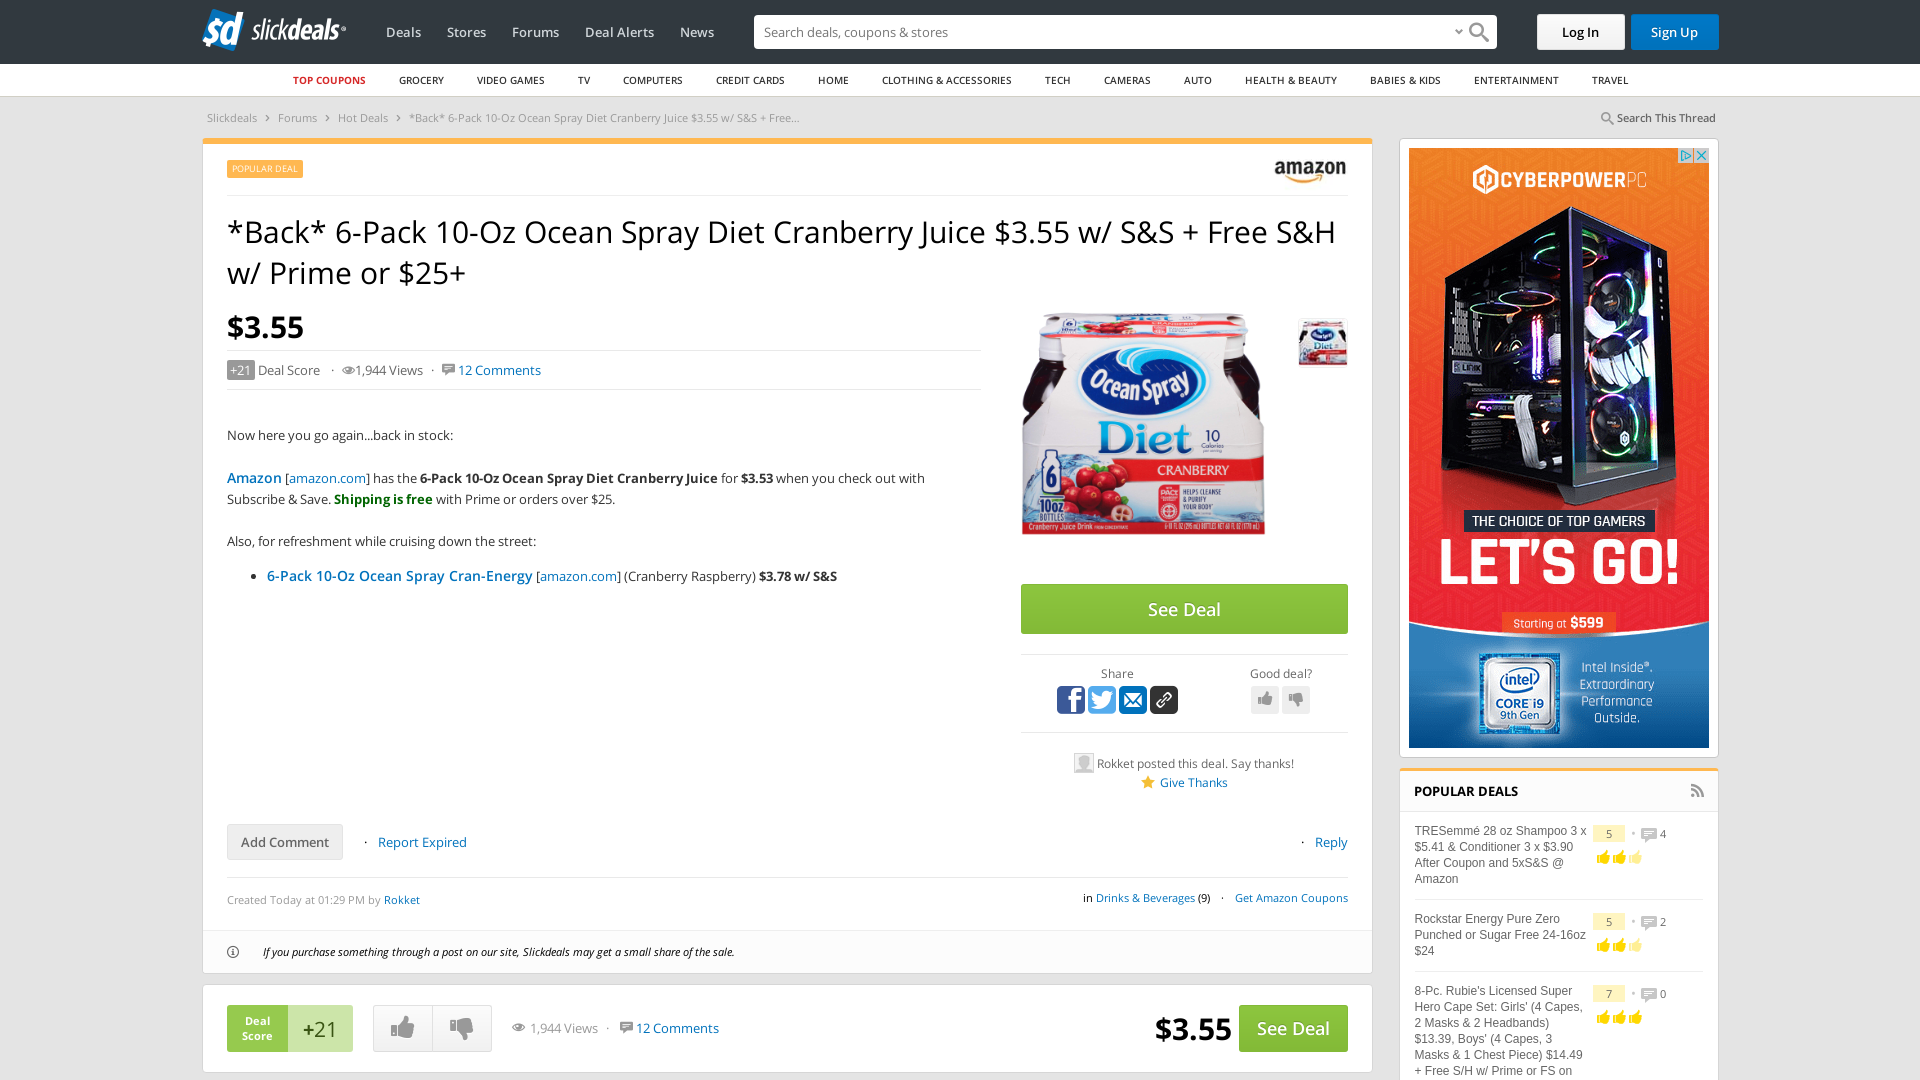 sd slickdeals
Deals Stores Forums Deal Alerts News
Search deals, coupons & stores
Log In Sign Up
TOP COUPONS GROCERY VIDEO GAMES TV COMPUTERS CREDIT CARDS HOME CLOTHING & ACCESSORIES TECH CAMERAS AUTO HEALTH & BEAUTY BABIES & KIDS ENTERTAINMENT TRAVEL
Slickdeals › Forums › Hot Deals › *Back* 6-Pack 10-Oz Ocean Spray Diet Cranberry Juice $3.55 w/ S&S + Free...
Search This Thread
POPULAR DEAL
amazon
*Back* 6-Pack 10-Oz Ocean Spray Diet Cranberry Juice $3.55 w/ S&S + Free S&H
w/ Prime or $25+
$3.55
+21 Deal Score · 1,944 Views · 12 Comments
Now here you go again...back in stock:
Amazon [amazon.com] has the 6-Pack 10-Oz Ocean Spray Diet Cranberry Juice for $3.53 when you check out with
Subscribe & Save. Shipping is free with Prime or orders over $25.
Also, for refreshment while cruising down the street:
• 6-Pack 10-Oz Ocean Spray Cran-Energy [amazon.com] (Cranberry Raspberry) $3.78 w/ S&S
Ocean Spray
Diet
10
Calories
CRANBERRY
6
10oz
BOTTLES
HELPS CLEANSE
& PURIFY
YOUR BODY
Cranberry Juice Drink
See Deal
Share
Good deal?
Rokket posted this deal. Say thanks!
Give Thanks
Add Comment · Report Expired
· Reply
Created Today at 01:29 PM by Rokket
in Drinks & Beverages (9) · Get Amazon Coupons
If you purchase something through a post on our site, Slickdeals may get a small share of the sale.
Deal
Score
+21
1,944 Views · 12 Comments
$3.55
See Deal
CYBERPOWERPC
THE CHOICE OF TOP GAMERS
LET'S GO!
Starting at $599
intel
CORE i9
9th Gen
Intel Inside®.
Extraordinary
Performance
Outside.
POPULAR DEALS
TRESemmé 28 oz Shampoo 3 x
$5.41 & Conditioner 3 x $3.90
After Coupon and 5xS&S @
Amazon
5 • 4
Rockstar Energy Pure Zero
Punched or Sugar Free 24-16oz
$24
5 • 2
8-Pc. Rubie's Licensed Super
Hero Cape Set: Girls' (4 Capes,
2 Masks & 2 Headbands)
$13.39, Boys' (4 Capes, 3
Masks & 1 Chest Piece) $14.49
+ Free S/H w/ Prime or FS on
7 • 0